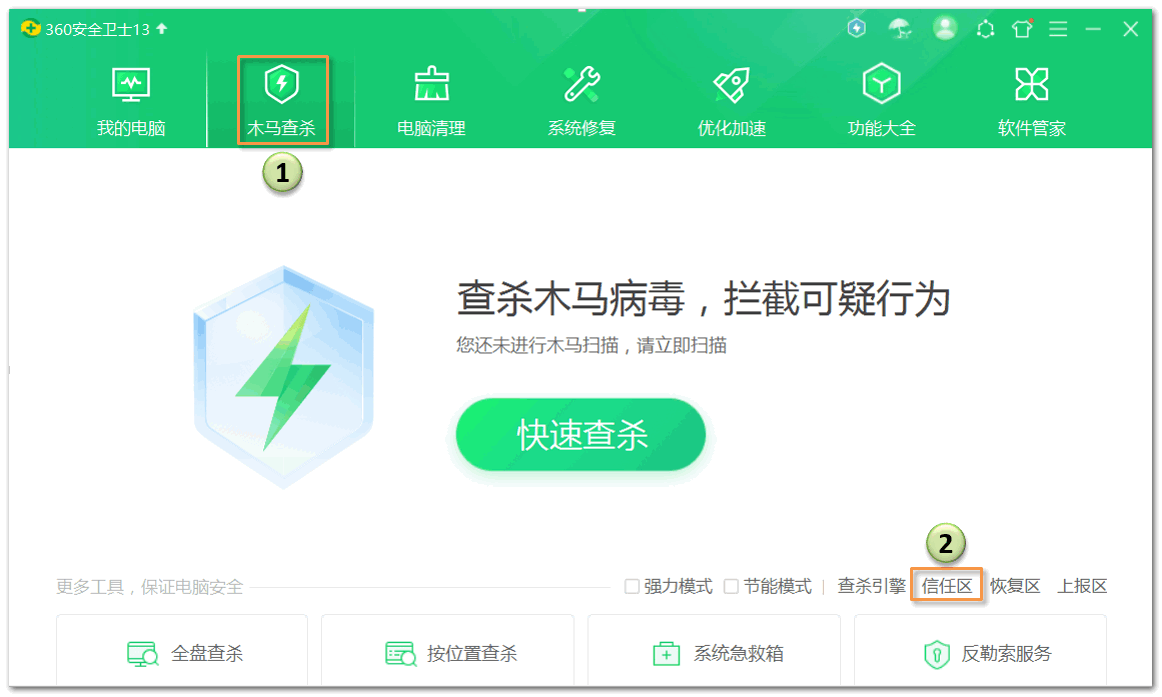 360安全卫士13
我的电脑
木马查杀
电脑清理
系统修复
优化加速
功能大全
软件管家
1
查杀木马病毒，拦截可疑行为
您还未进行木马扫描，请立即扫描
快速查杀
2
更多工具，保证电脑安全
强力模式 节能模式 | 查杀引擎 信任区 恢复区 上报区
全盘查杀
按位置查杀
系统急救箱
反勒索服务